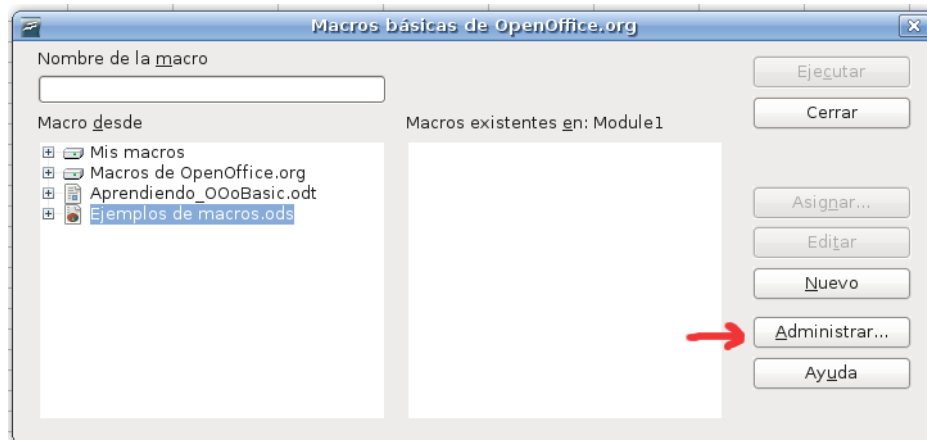 Macros básicas de OpenOffice.org
Nombre de la macro
Ejecutar
Cerrar
Macro desde
Macros existentes en: Module1
Mis macros
Macros de OpenOffice.org
Aprendiendo_OOoBasic.odt
Ejemplos de macros.ods
Asignar...
Editar
Nuevo
Administrar...
Ayuda